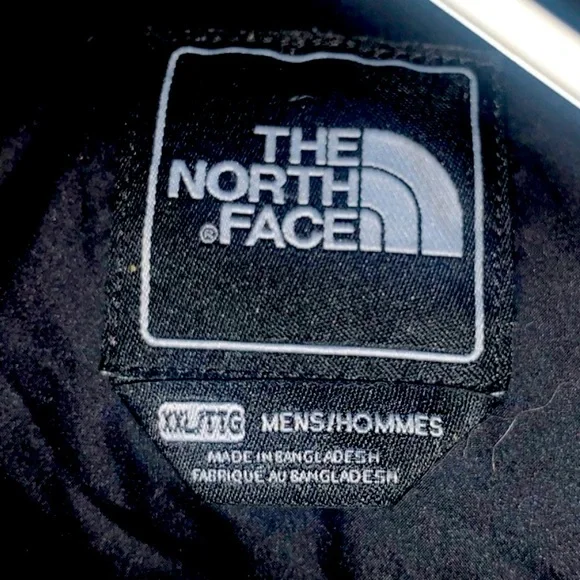 THE
NORTH
® FACE
XXL/TTG MENS/HOMMES
MADE IN BANGLADESH
FABRIQUE AU BANGLADESH